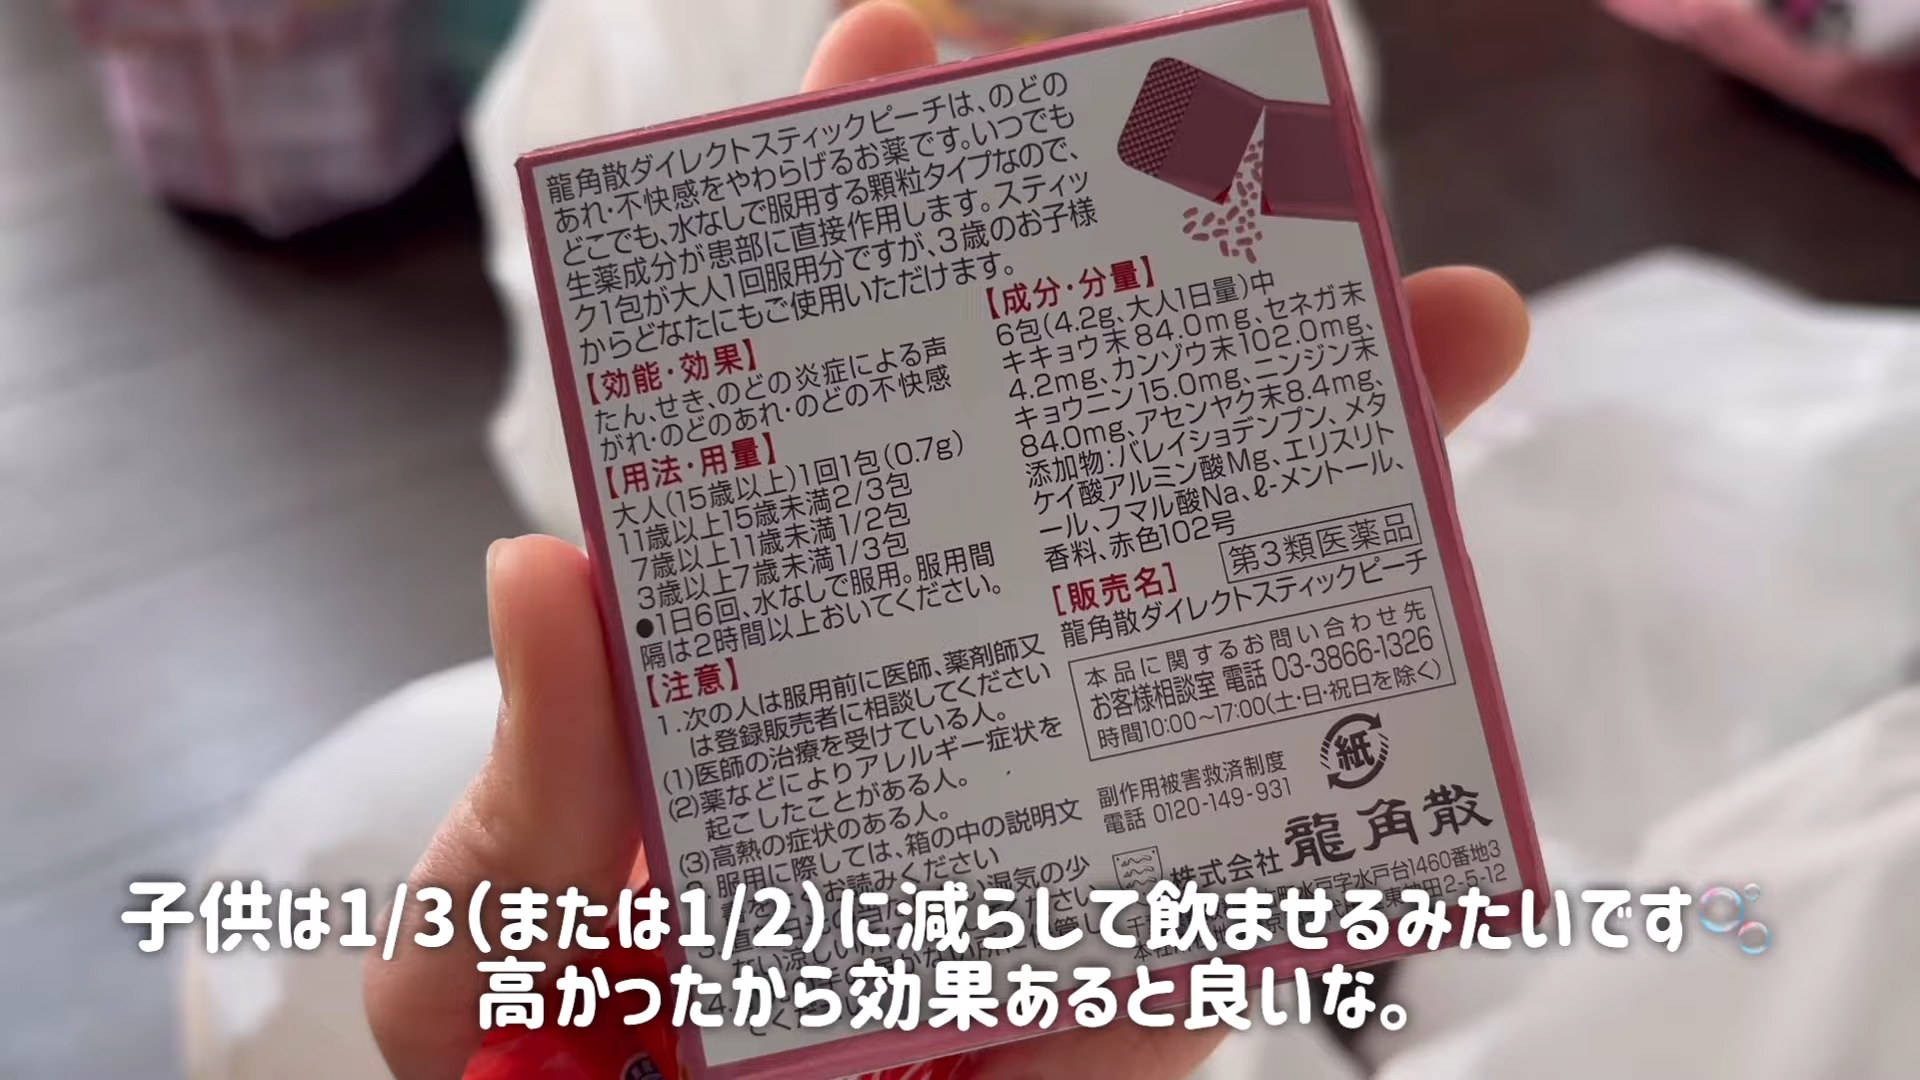 龍角散ダイレクトスティックピーチは、のどの
あれ・不快感をやわらげるお薬です。いつでも
どこでも、水なしで服用する顆粒タイプなので、
生薬成分が患部に直接作用します。スティッ
ク1包が大人1回服用分ですが、3歳のお子様
からどなたにもご使用いただけます。
【効能・効果】
たん、せき、のどの炎症による声
がれ・のどのあれ・のどの不快感
【用法・用量】
大人(15歳以上)1回1包(0.7g)
11歳以上15歳未満2/3包
7歳以上11歳未満1/2包
3歳以上7歳未満1/3包
●1日6回、水なしで服用。服用間
隔は2時間以上おいてください。
【注意】
1.次の人は服用前に医師、薬剤師又
は登録販売者に相談してください
(1)医師の治療を受けている人。
(2)薬などによりアレルギー症状を
起こしたことがある人。
(3)高熱の症状のある人。
服用に際しては、箱の中の説明文
お読みください
【成分・分量】
6包(4.2g、大人1日量)中
キキョウ末84.0mg、セネガ末
4.2mg、カンゾウ末102.0mg、
キョウニン15.0mg、ニンジン末
84.0mg、アセンヤク末8.4mg、
添加物:バレイショデンプン、メタ
ケイ酸アルミン酸Mg、エリスリト
ール、フマル酸Na、ℓ-メントール、
香料、赤色102号
第3類医薬品
[販売名]
龍角散ダイレクトスティックピーチ
本品に関するお問い合わせ先
お客様相談室 電話 03-3866-1326
時間10:00～17:00(土・日・祝日を除く)
紙
副作用被害救済制度
電話 0120-149-931
株式会社 龍角散
子供は1/3(または1/2)に減らして飲ませるみたいです
高かったから効果あると良いな。